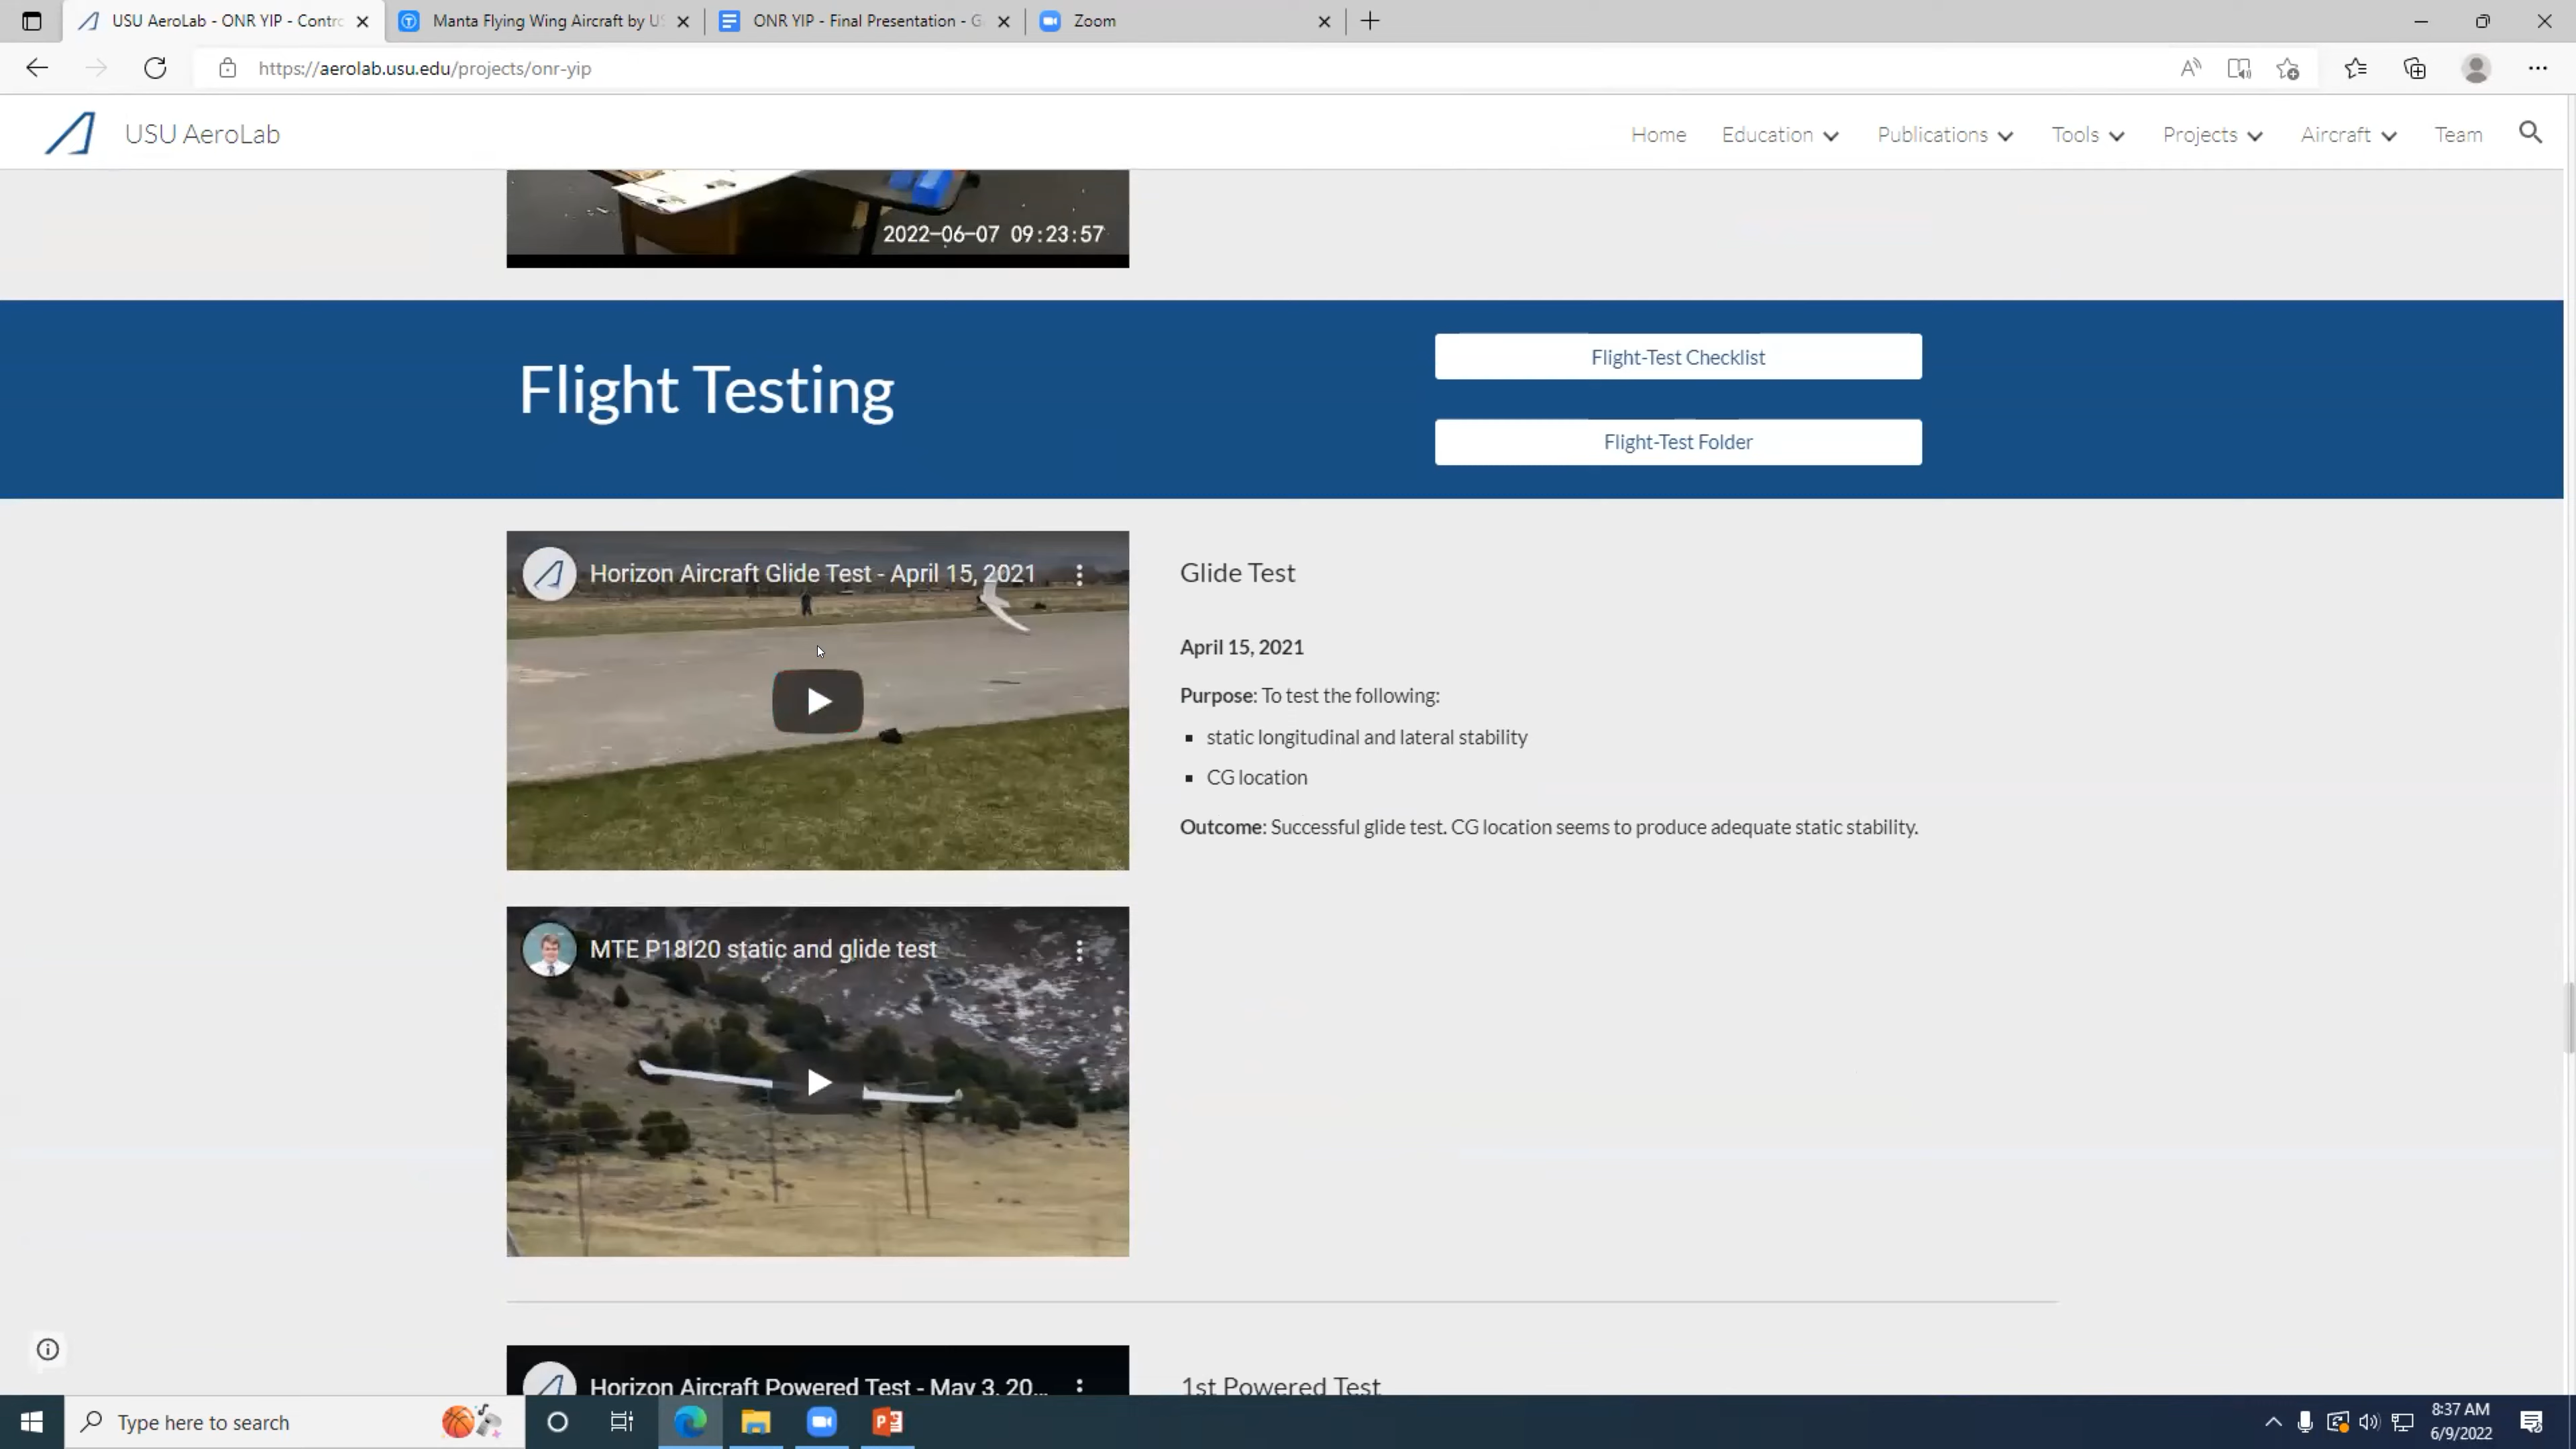 USU AeroLab - ONR YIP - Contro
Manta Flying Wing Aircraft by US
ONR YIP - Final Presentation - G
Zoom
https://aerolab.usu.edu/projects/onr-yip
USU AeroLab
Home
Education
Publications
Tools
Projects
Aircraft
Team
2022-06-07 09:23:57
Flight Testing
Flight-Test Checklist
Flight-Test Folder
Horizon Aircraft Glide Test - April 15, 2021
Glide Test
April 15, 2021
Purpose: To test the following:
▪ static longitudinal and lateral stability
▪ CG location
Outcome: Successful glide test. CG location seems to produce adequate static stability.
MTE P18I20 static and glide test
Horizon Aircraft Powered Test - May 3, 20...
1st Powered Test
Type here to search
8:37 AM
6/9/2022